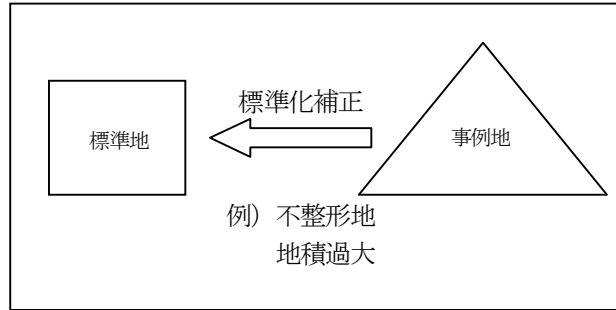 標準化補正
標準地
事例地
例）不整形地
地積過大